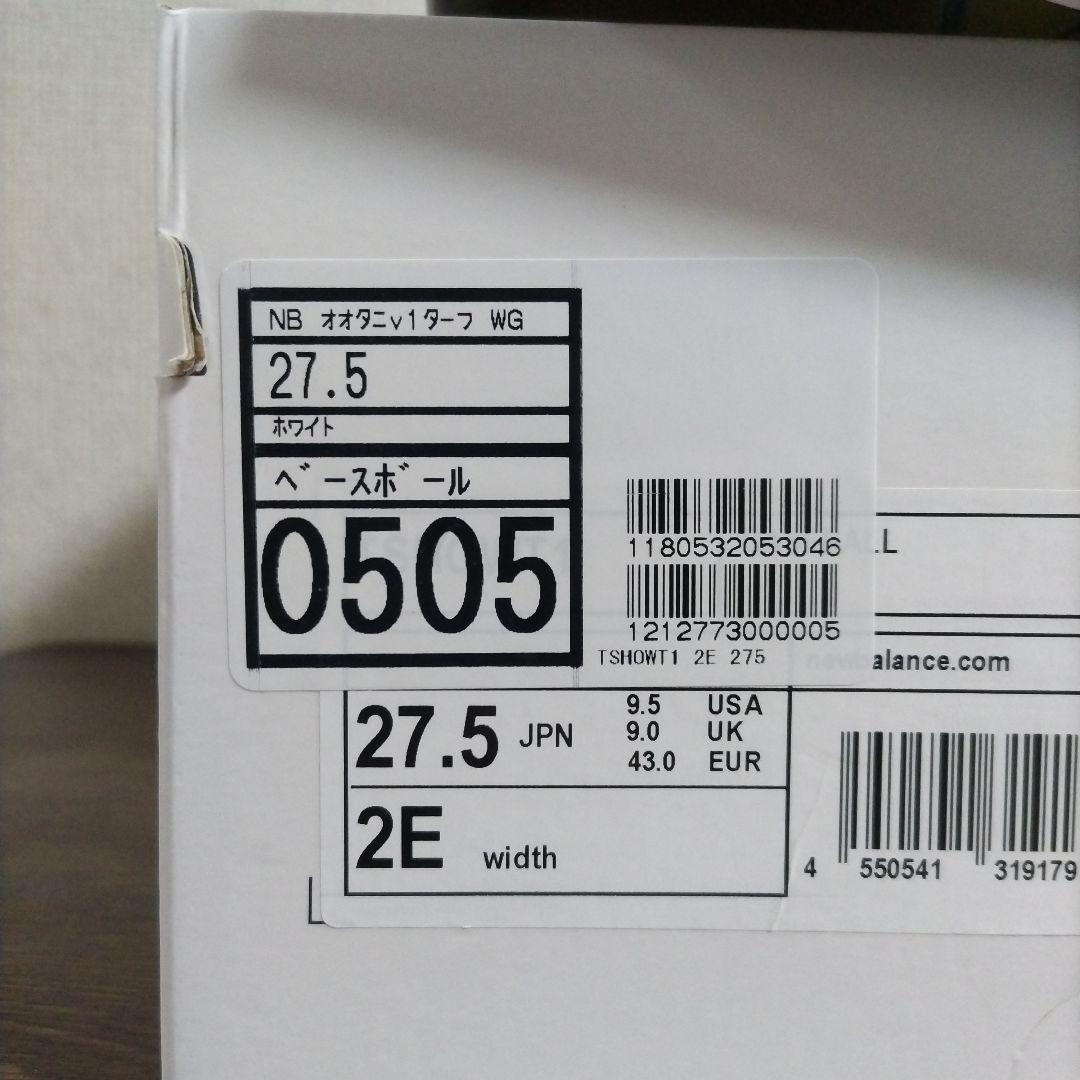 NB オオタニv1ターフ WG
27.5
ホワイト
ベースボール
0505
1180532053046
1212773000005
TSHOWT1 2E 275
LL
newbalance.com
27.5 JPN
9.5 USA
9.0 UK
43.0 EUR
2E width
4 550541 319179